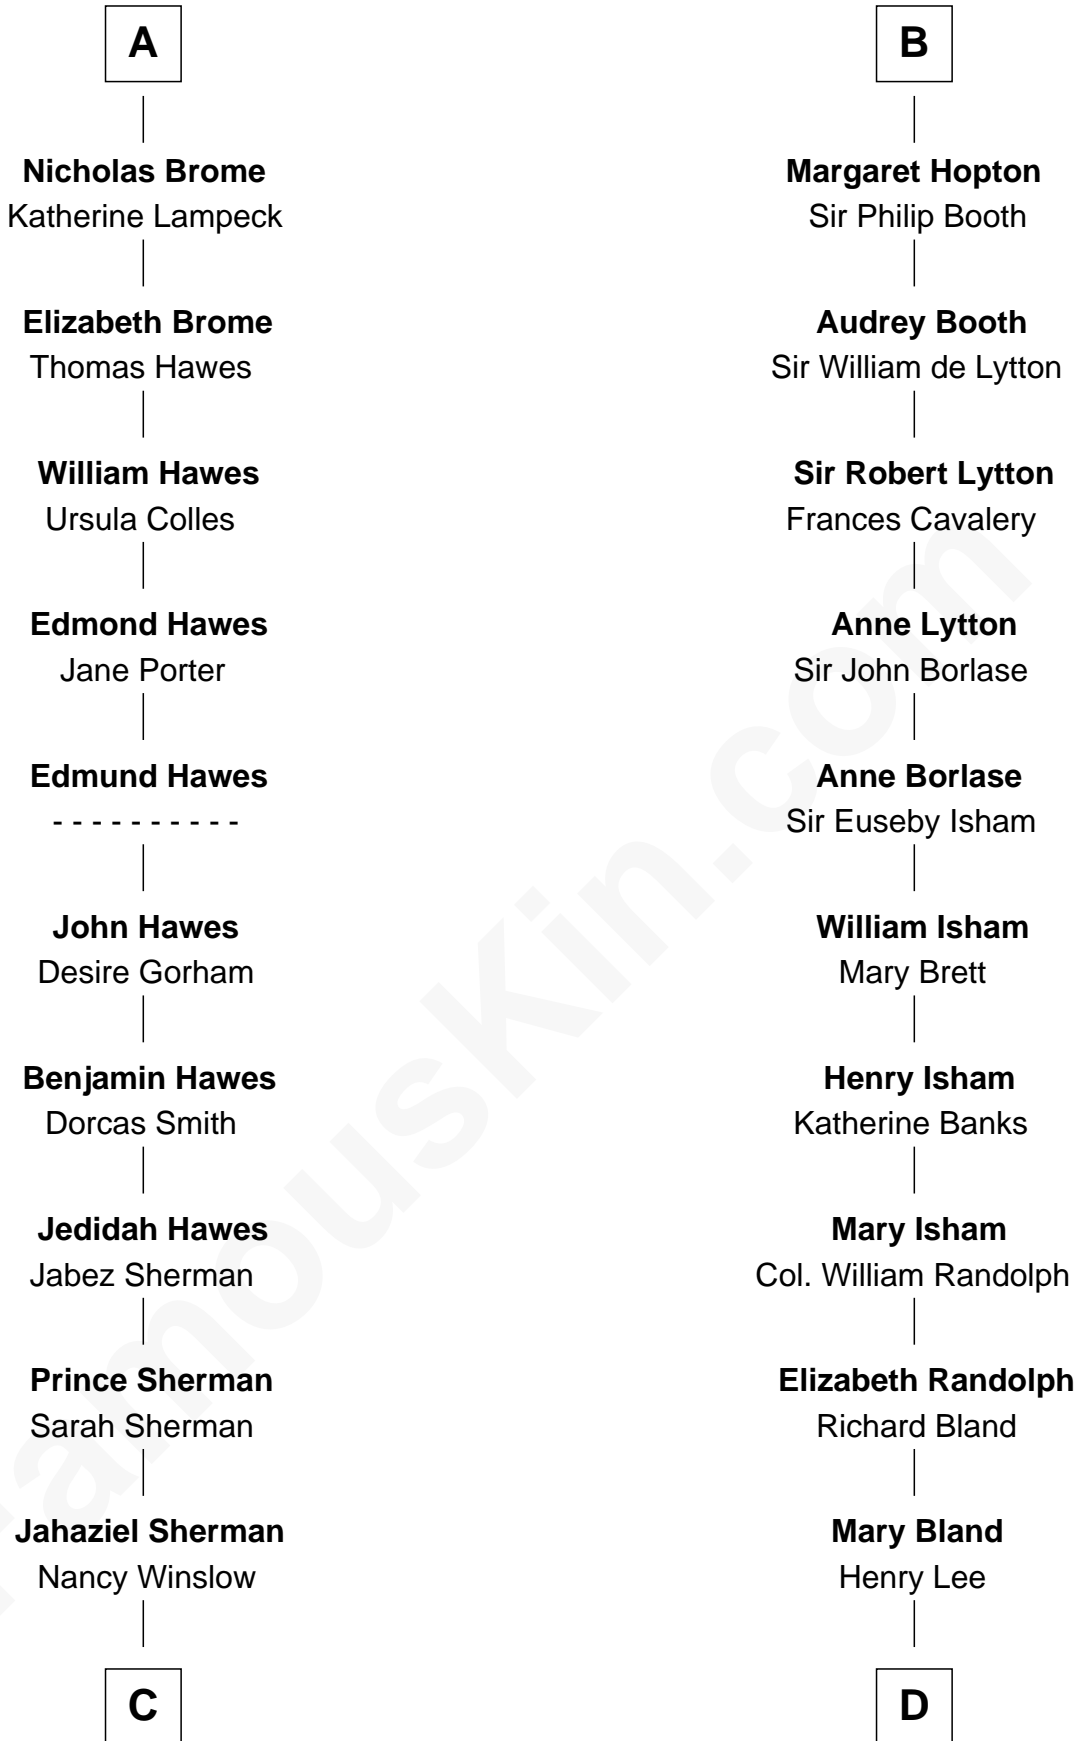 A
Nicholas Brome
Katherine Lampeck
Elizabeth Brome
Thomas Hawes
William Hawes
Ursula Colles
Edmond Hawes
Jane Porter
Edmund Hawes
- - - - - - - - - -
John Hawes
Desire Gorham
Benjamin Hawes
Dorcas Smith
Jedidah Hawes
Jabez Sherman
Prince Sherman
Sarah Sherman
Jahaziel Sherman
Nancy Winslow
C
B
Margaret Hopton
Sir Philip Booth
Audrey Booth
Sir William de Lytton
Sir Robert Lytton
Frances Cavalery
Anne Lytton
Sir John Borlase
Anne Borlase
Sir Euseby Isham
William Isham
Mary Brett
Henry Isham
Katherine Banks
Mary Isham
Col. William Randolph
Elizabeth Randolph
Richard Bland
Mary Bland
Henry Lee
D
FamousKin.com